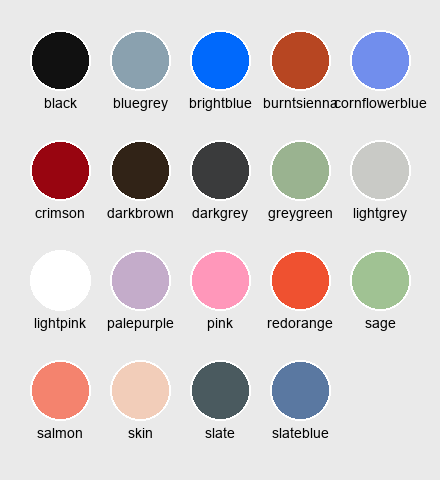 black bluegrey brightblue burntsienna cornflowerblue
crimson darkbrown darkgrey greygreen lightgrey
lightpink palepurple pink redorange sage
salmon skin slate slateblue